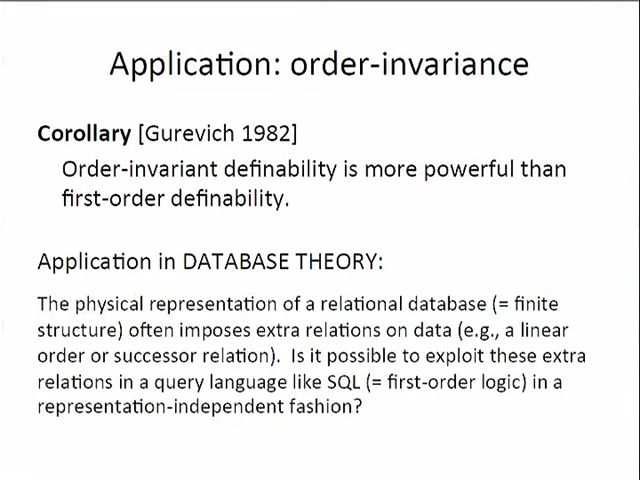 Application: order-invariance
Corollary [Gurevich 1982]
Order-invariant definability is more powerful than
first-order definability.
Application in DATABASE THEORY:
The physical representation of a relational database (= finite
structure) often imposes extra relations on data (e.g., a linear
order or successor relation).  Is it possible to exploit these extra
relations in a query language like SQL (= first-order logic) in a
representation-independent fashion?